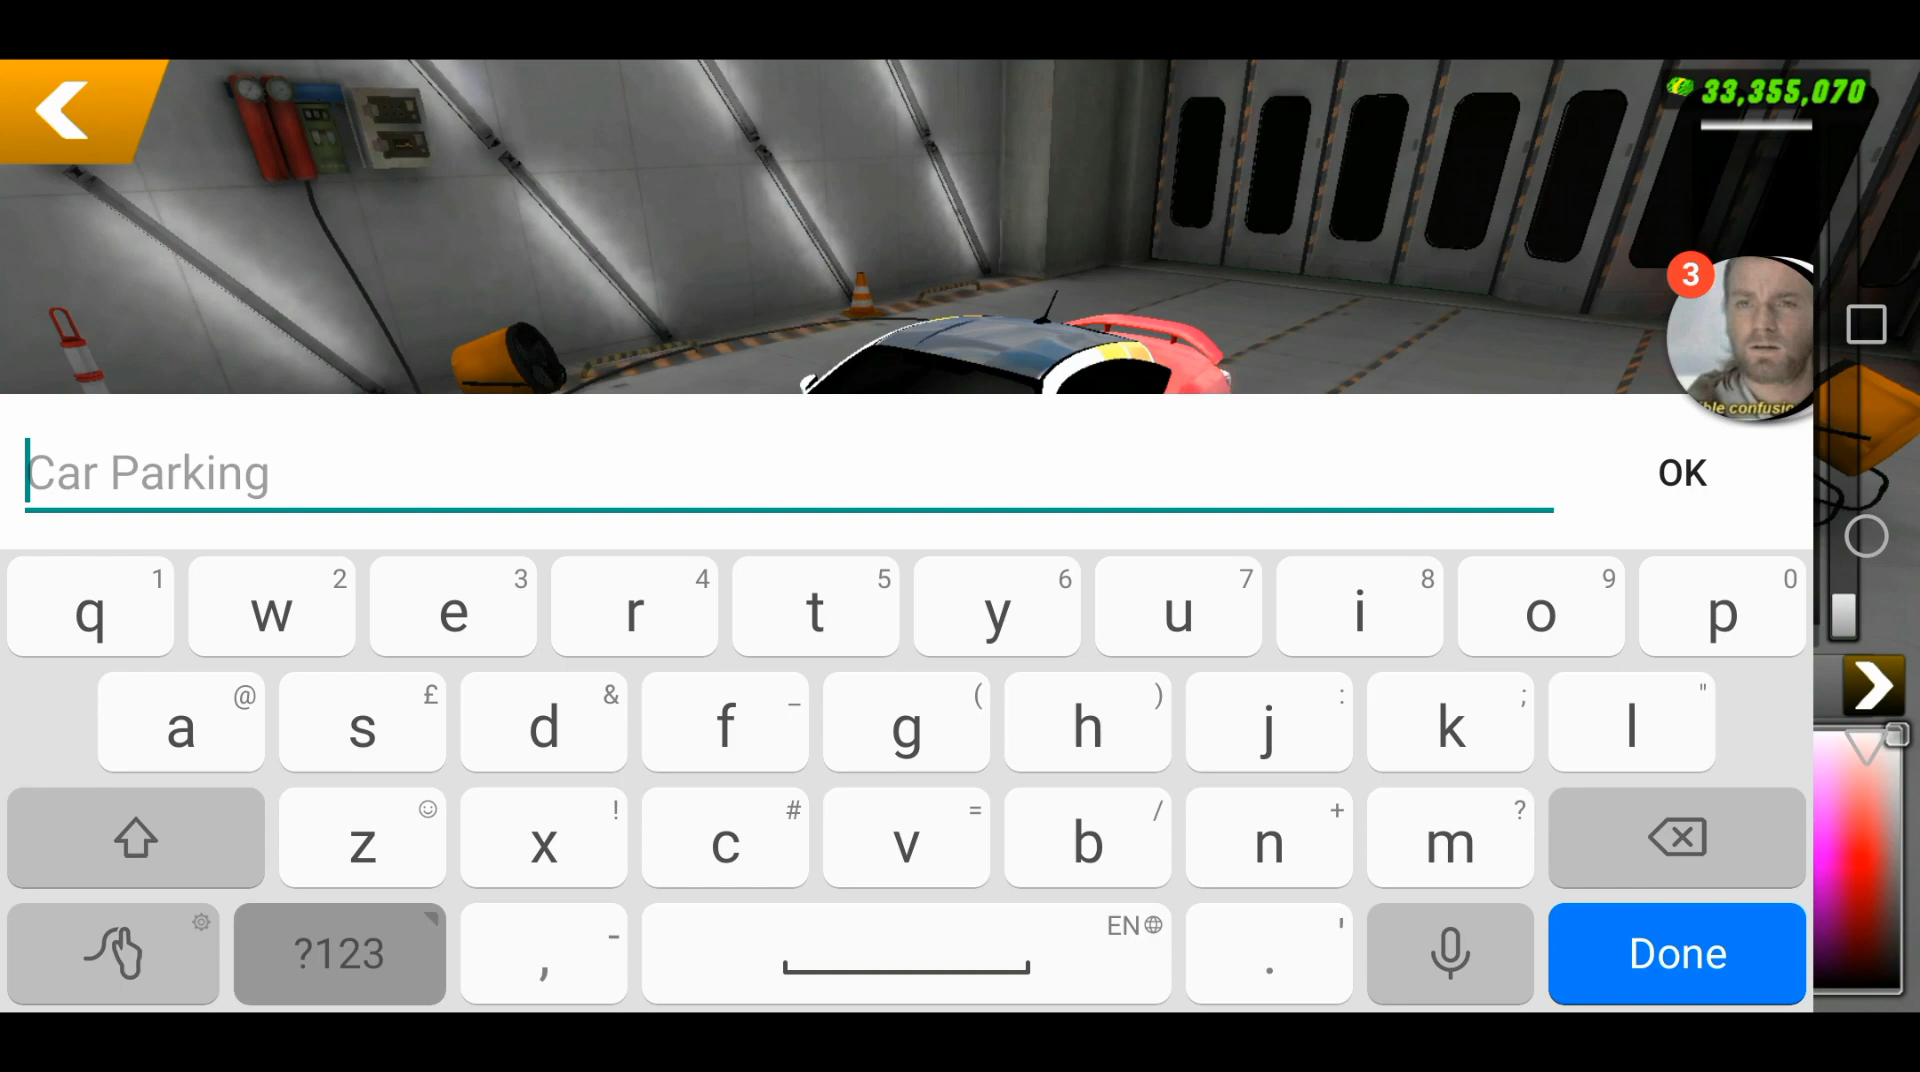 33,355,070
3
ble confusio
Car Parking
OK
q 1 w 2 e 3 r 4 t 5 y 6 u 7 i 8 o 9 p 0
a @ s £ d & f _ g ( h ) j : k ; l "
z x ! c # v = b / n + m ?
?123 , - EN . ' Done